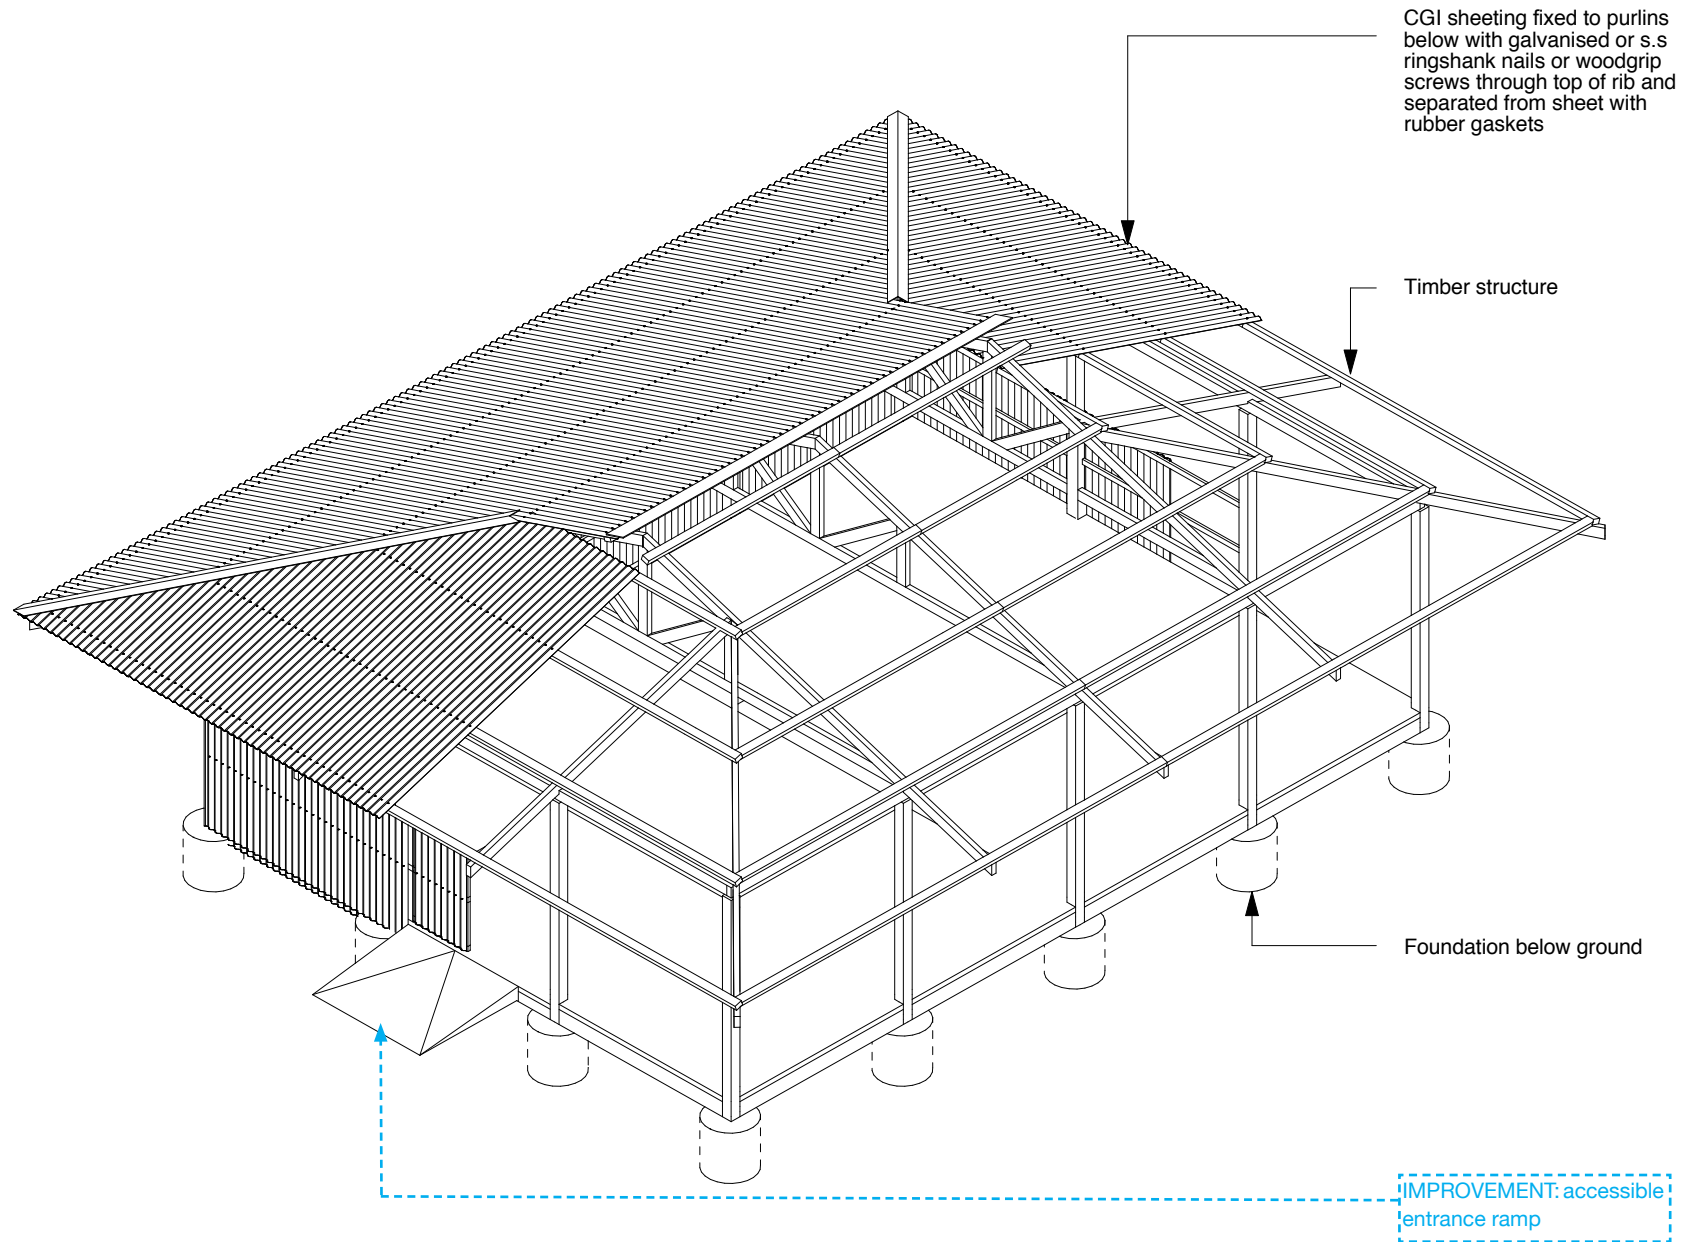 CGI sheeting fixed to purlins
below with galvanised or s.s
ringshank nails or woodgrip
screws through top of rib and
separated from sheet with
rubber gaskets
Timber structure
Foundation below ground
IMPROVEMENT: accessible
entrance ramp